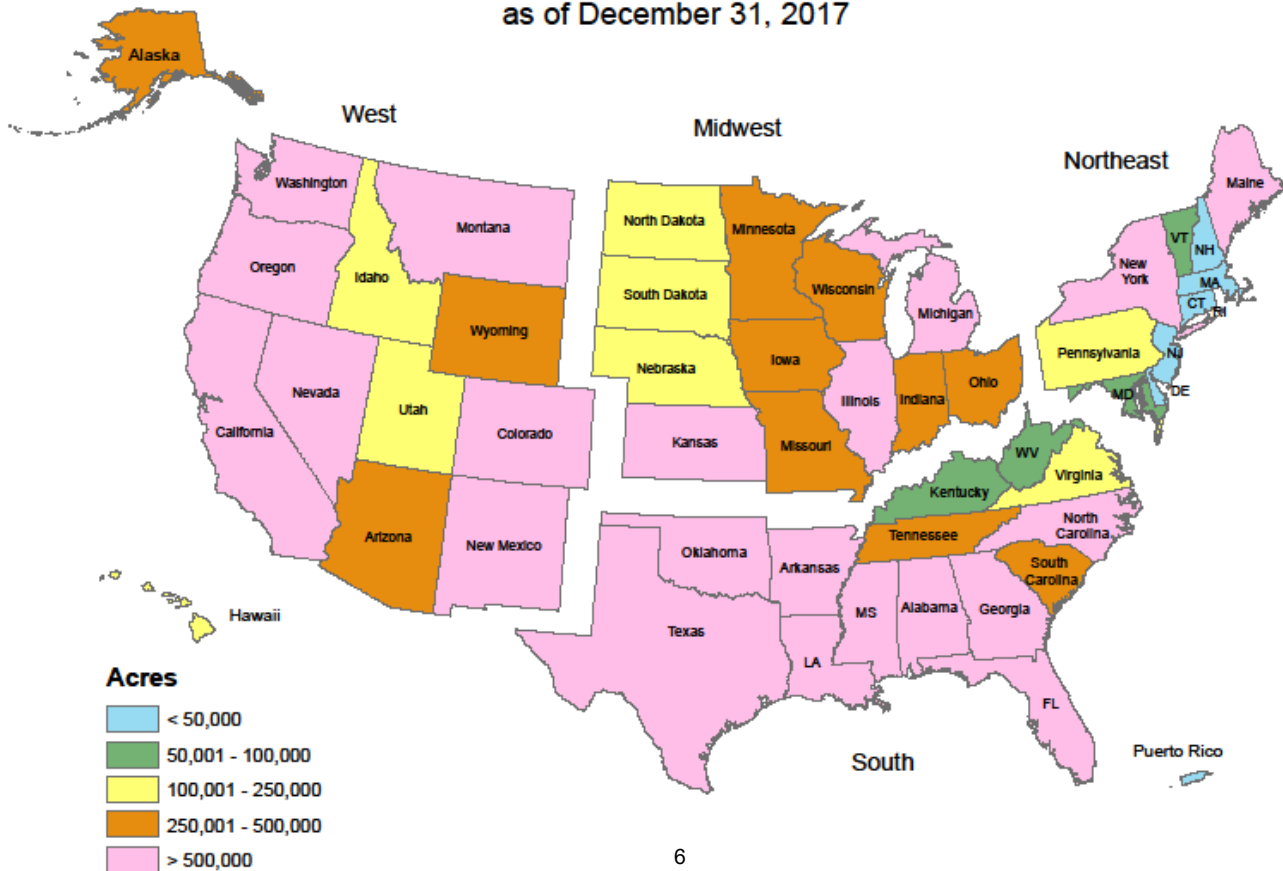 as of December 31, 2017
Alaska
West
Midwest
Northeast
Washington
Montana
Oregon
Idaho
Wyoming
Nevada
Utah
California
Colorado
Arizona
New Mexico
Hawaii
North Dakota
Minnesota
South Dakota
Wisconsin
Michigan
Nebraska
Iowa
Illinois
Indiana
Ohio
Kansas
Missouri
Maine
VT
NH
New
York
MA
CT
RI
Pennsylvania
NJ
MD
DE
WV
Virginia
Kentucky
Tennessee
North
Carolina
South
Carolina
Oklahoma
Arkansas
MS
Alabama
Georgia
Texas
LA
FL
South
Puerto Rico
Acres
< 50,000
50,001 - 100,000
100,001 - 250,000
250,001 - 500,000
> 500,000
6